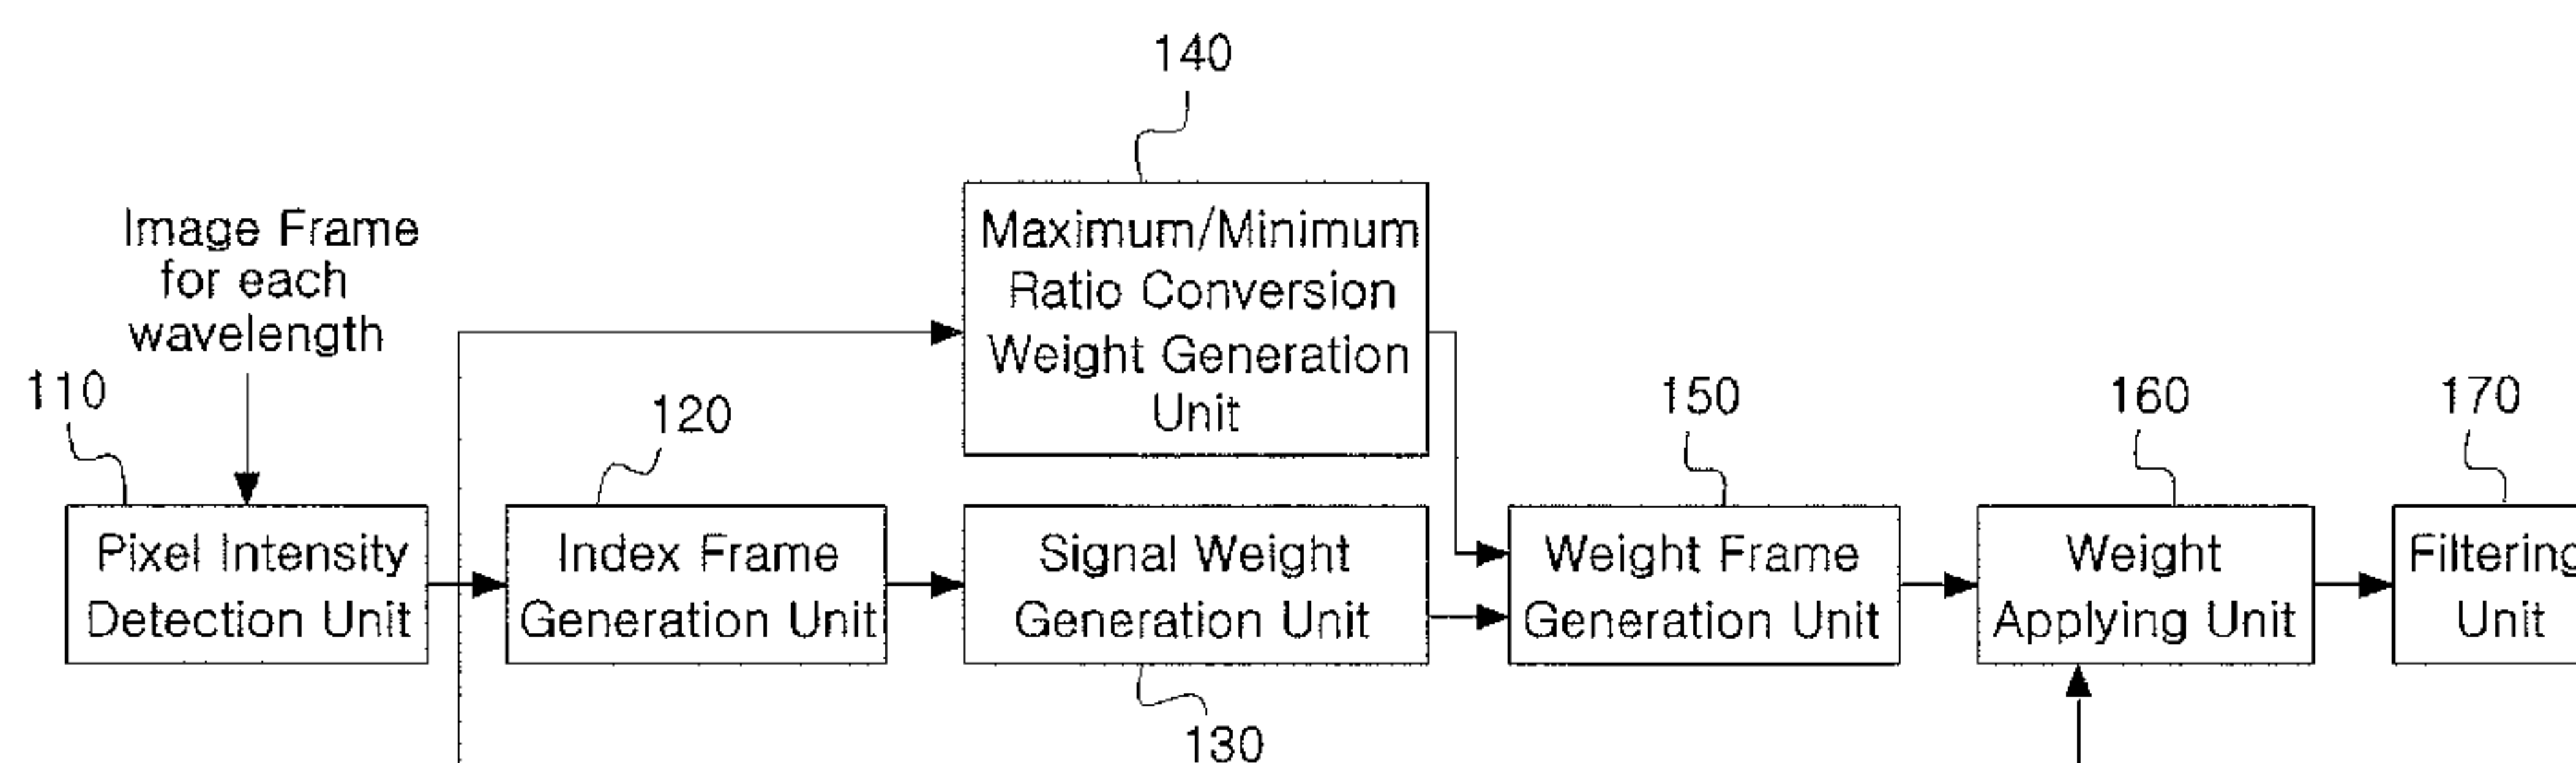 140
Image Frame
for each
wavelength
Maximum/Minimum
Ratio Conversion
Weight Generation
Unit
110
120
150
160
170
Pixel Intensity
Detection Unit
Index Frame
Generation Unit
Signal Weight
Generation Unit
Weight Frame
Generation Unit
Weight
Applying Unit
Filtering
Unit
130